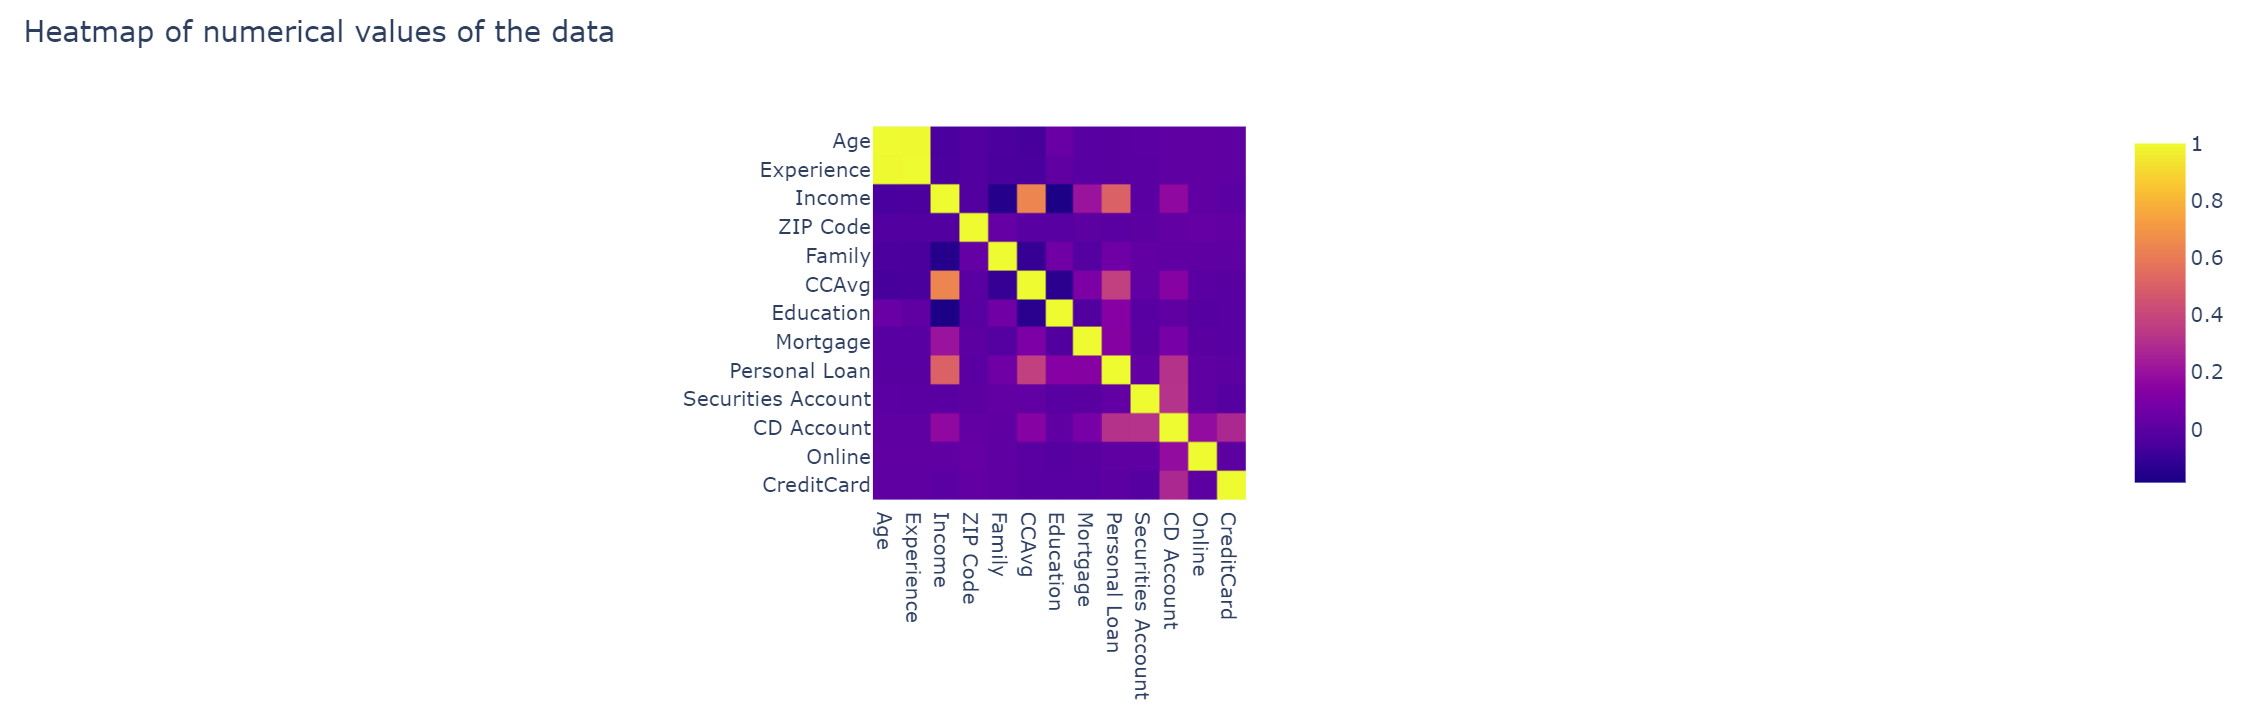 Heatmap of numerical values of the data
Age
Experience
Income
ZIP Code
Family
CCAvg
Education
Mortgage
Personal Loan
Securities Account
CD Account
Online
CreditCard
Age
Experience
Income
ZIP Code
Family
CCAvg
Education
Mortgage
Personal Loan
Securities Account
CD Account
Online
CreditCard
1
0.8
0.6
0.4
0.2
0